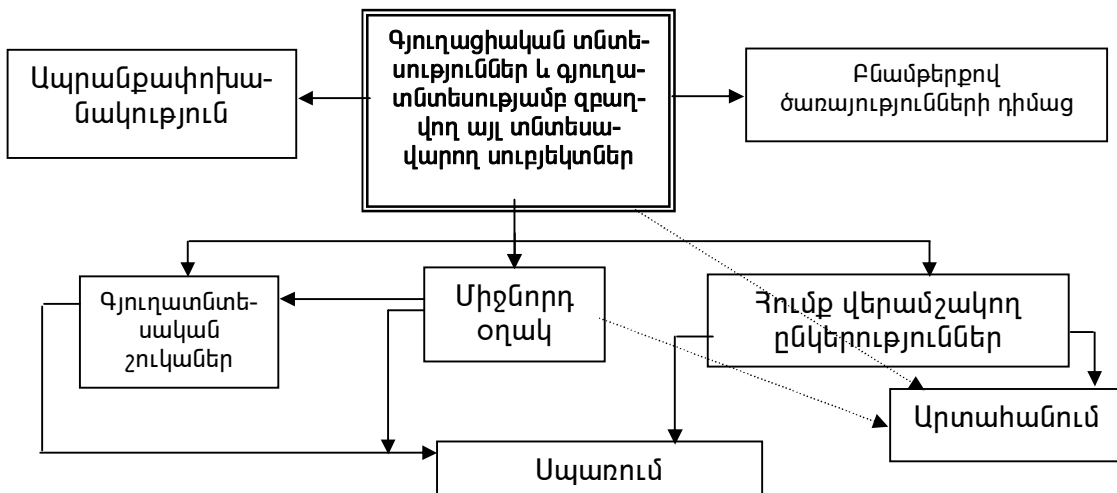 Գյուղացիական տնտե-
սություններ և գյուղա-
տնտեսությամբ զբաղ-
վող այլ տնտեսա-
վարող սուբյեկտներ
Ապրանքափոխա-
նակություն
Բնամթերքով
ծառայությունների դիմաց
Գյուղատնտե-
սական
շուկաներ
Միջնորդ
օղակ
Հումք վերամշակող
ընկերություններ
Արտահանում
Սպառում